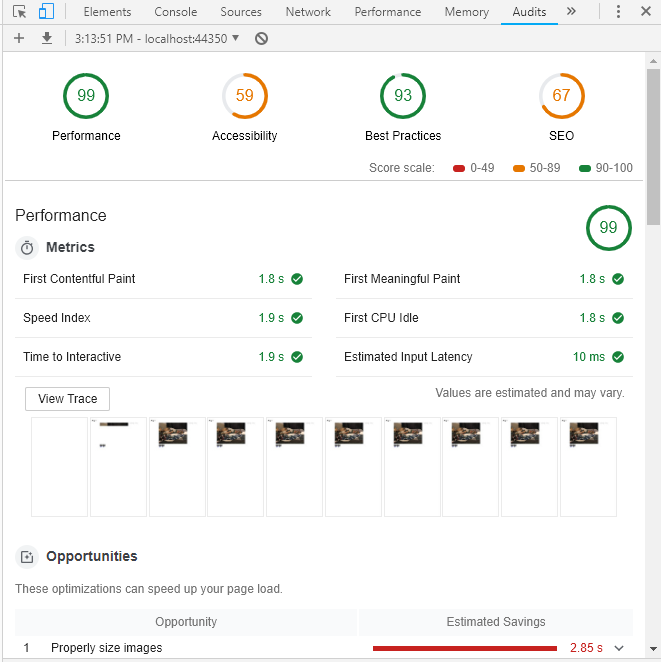 Elements Console Sources Network Performance Memory Audits »
3:13:51 PM - localhost:44350 ▼
99 59 93 67
Performance Accessibility Best Practices SEO
Score scale: 0-49 50-89 90-100
Performance 99
Metrics
First Contentful Paint 1.8 s First Meaningful Paint 1.8 s
Speed Index 1.9 s First CPU Idle 1.8 s
Time to Interactive 1.9 s Estimated Input Latency 10 ms
View Trace Values are estimated and may vary.
Opportunities
These optimizations can speed up your page load.
Opportunity Estimated Savings
1 Properly size images 2.85 s